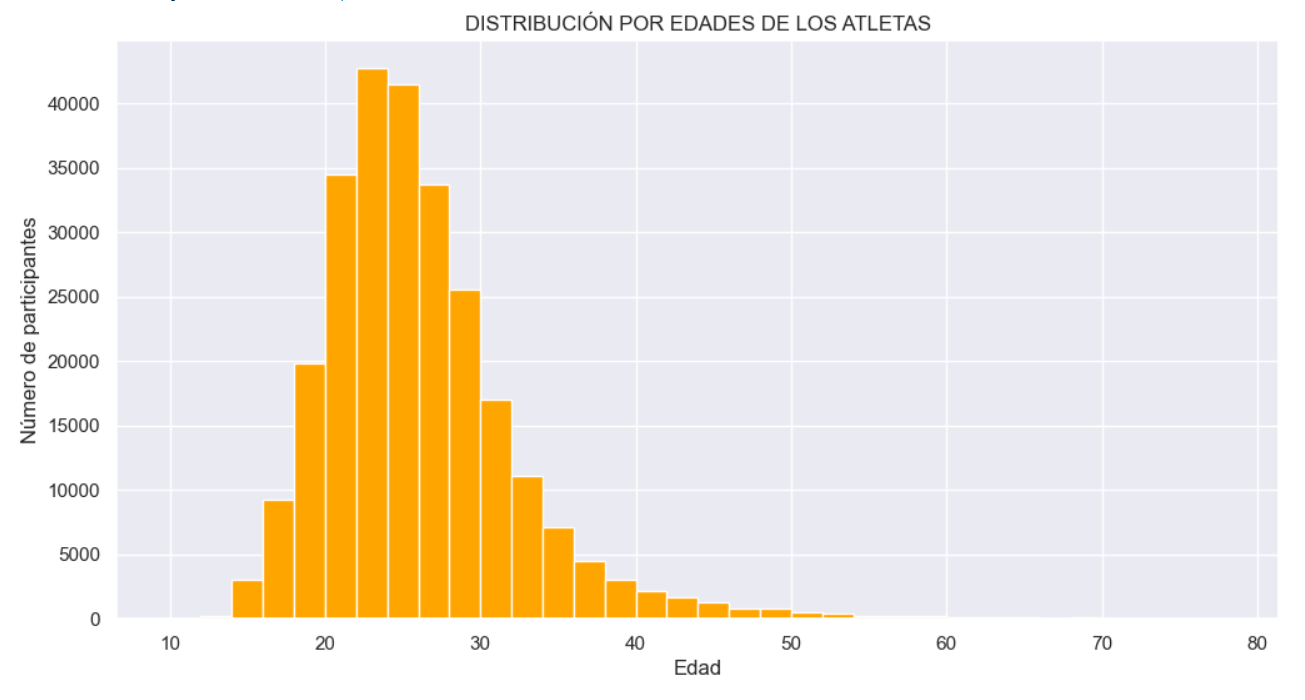 DISTRIBUCIÓN POR EDADES DE LOS ATLETAS
Número de participantes
40000
35000
30000
25000
20000
15000
10000
5000
0
10 20 30 40 50 60 70 80
Edad